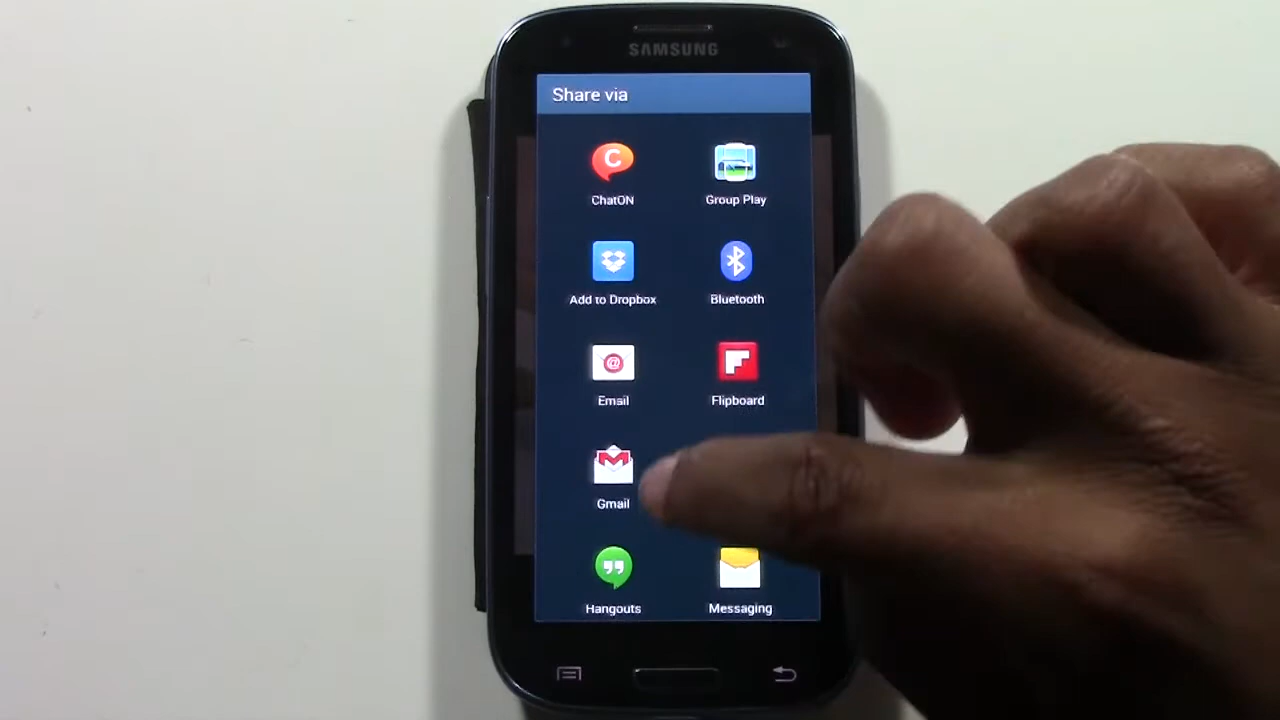 SAMSUNG
Share via
ChatON
Group Play
Add to Dropbox
Bluetooth
Email
Flipboard
Gmail
Hangouts
Messaging